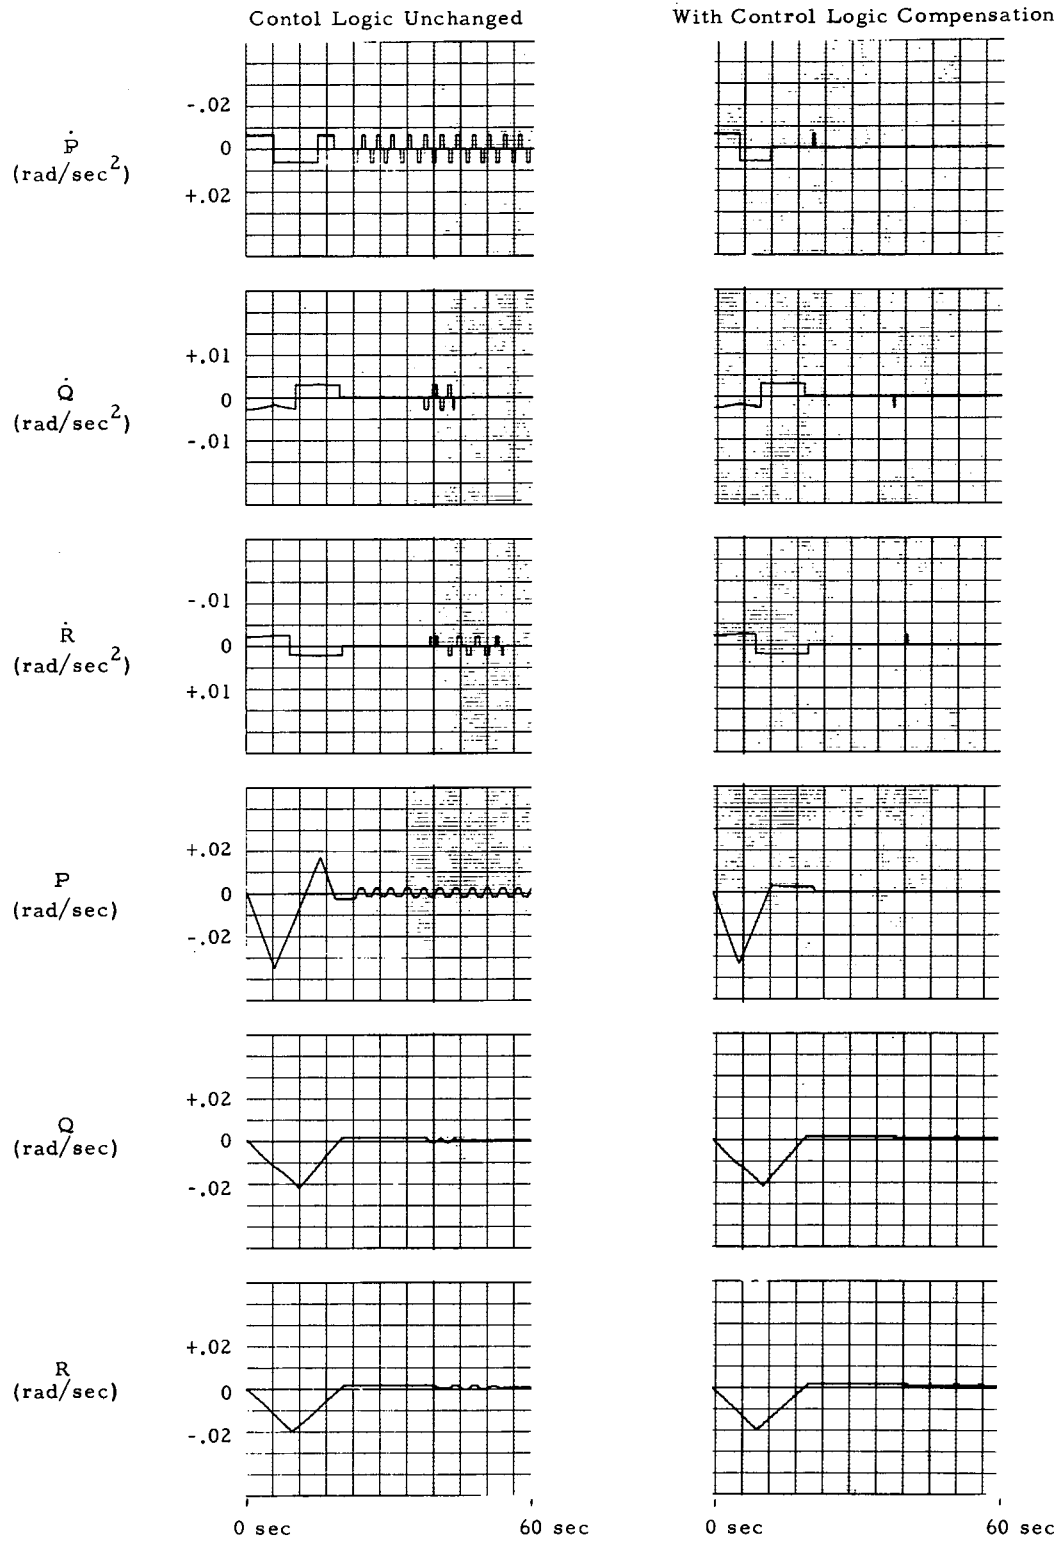 Contol Logic Unchanged
With Control Logic Compensation
Ṗ
(rad/sec²)
-.02
0
+.02
Q̇
(rad/sec²)
+.01
0
-.01
Ṙ
(rad/sec²)
-.01
0
+.01
P
(rad/sec)
+.02
0
-.02
Q
(rad/sec)
+.02
0
-.02
R
(rad/sec)
+.02
0
-.02
0 sec
60 sec
0 sec
60 sec